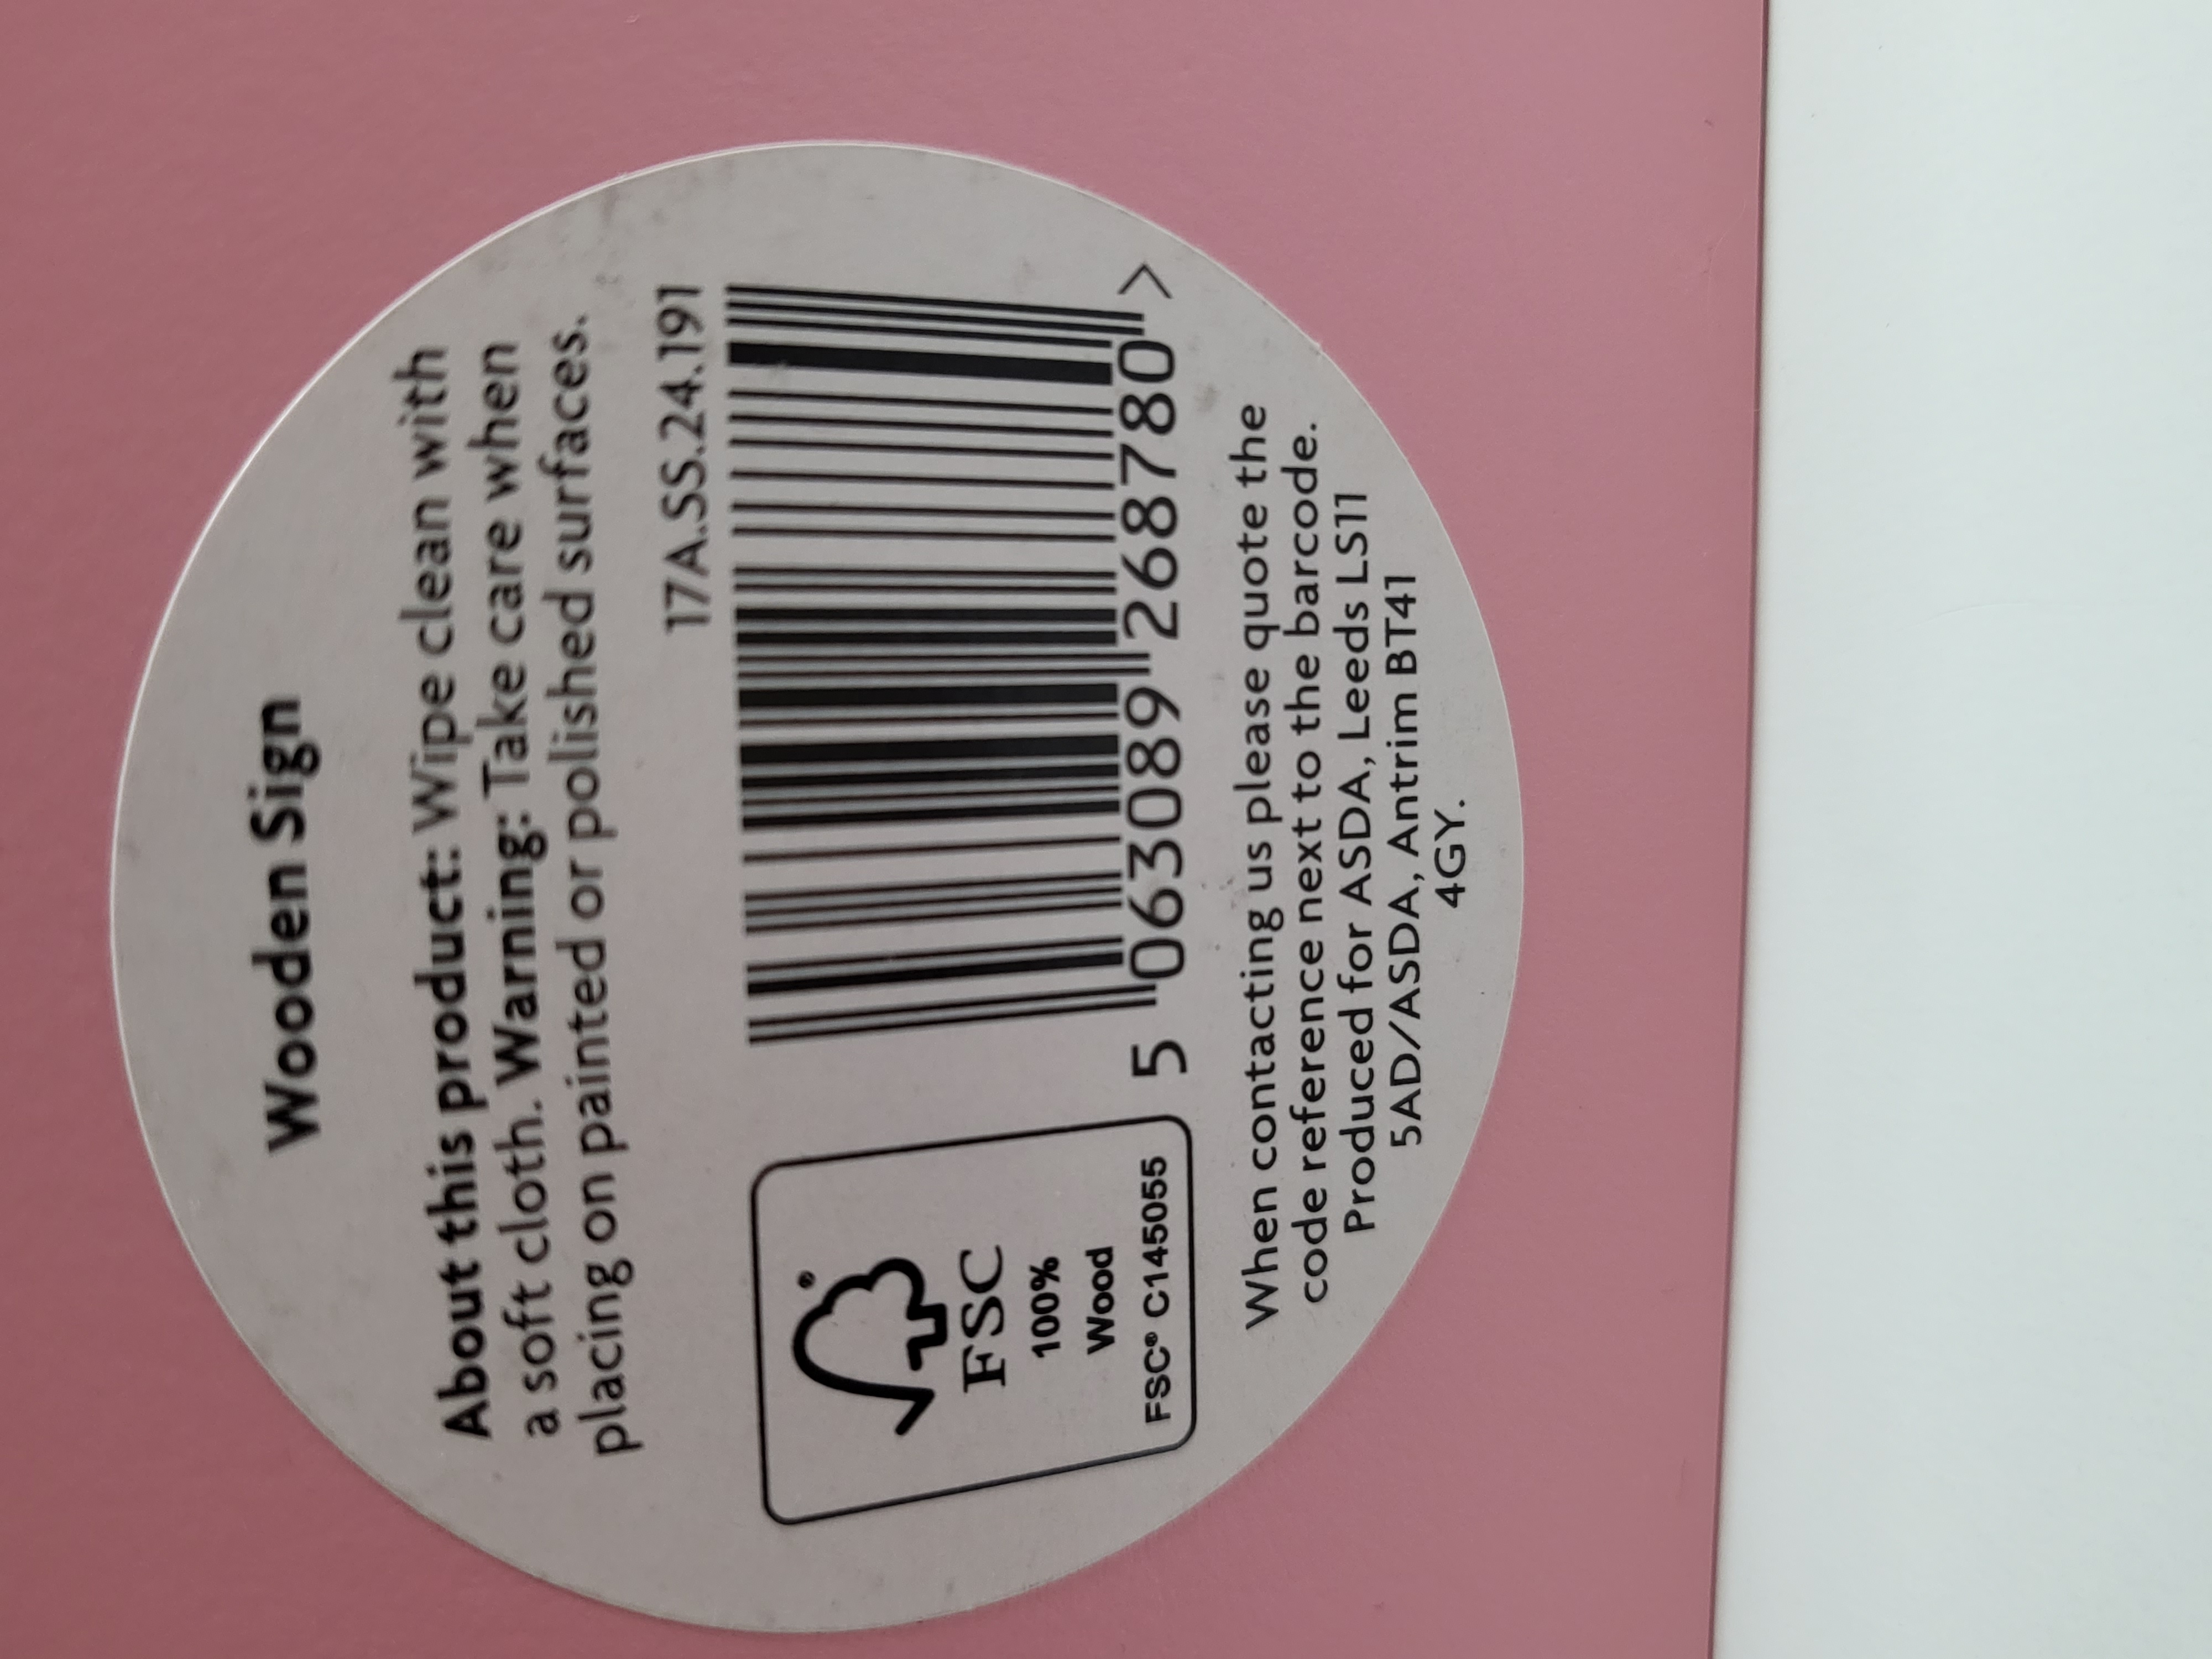 Wooden Sign
About this product: Wipe clean with
a soft cloth. Warning: Take care when
placing on painted or polished surfaces.
17A.SS.24.191
5 063089 268780 >
FSC®
100%
Wood
FSC® C145055
When contacting us please quote the
code reference next to the barcode.
Produced for ASDA, Leeds LS11
5AD/ASDA, Antrim BT41
4GY.